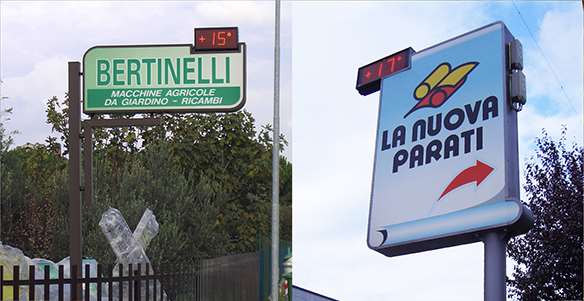 +15°
BERTINELLI
MACCHINE AGRICOLE
DA GIARDINO - RICAMBI
+17°
LA NUOVA
PARATI